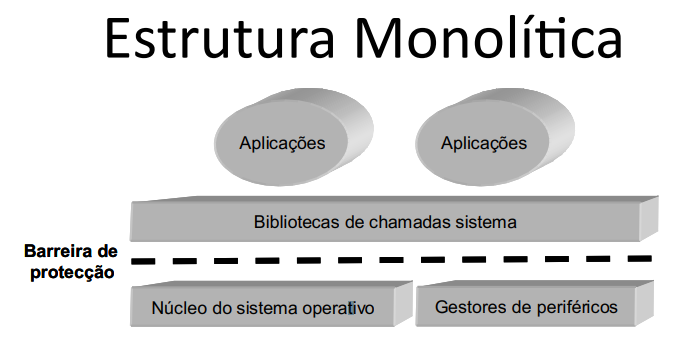 Estrutura Monolítica
Aplicações
Aplicações
Bibliotecas de chamadas sistema
Barreira de
protecção
Núcleo do sistema operativo
Gestores de periféricos